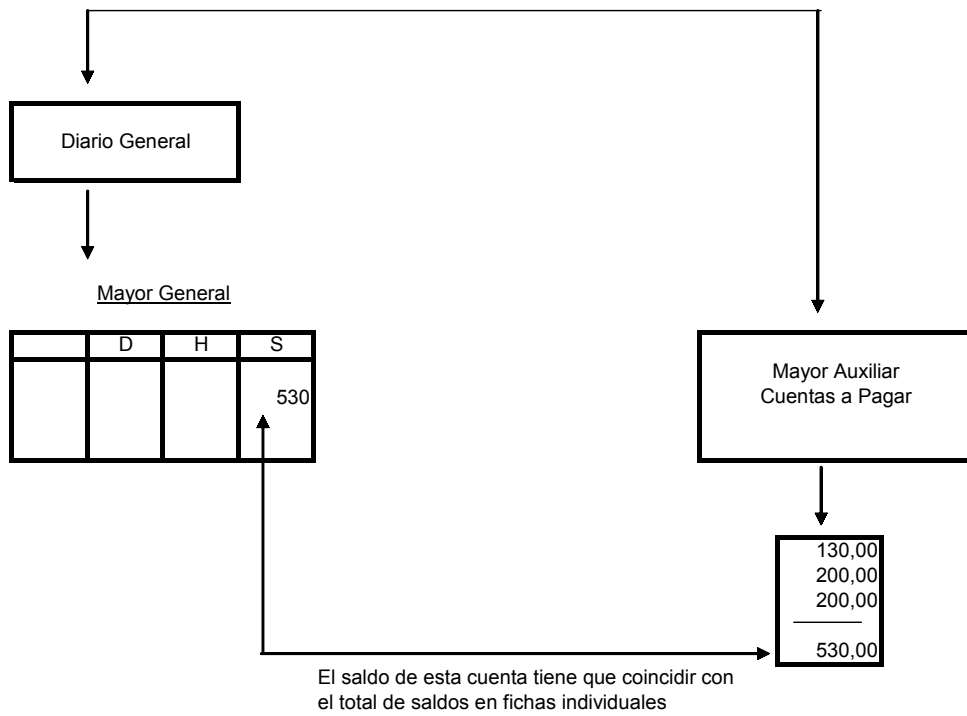 Diario General
Mayor General
D H S
530
Mayor Auxiliar
Cuentas a Pagar
130,00
200,00
200,00
530,00
El saldo de esta cuenta tiene que coincidir con
el total de saldos en fichas individuales